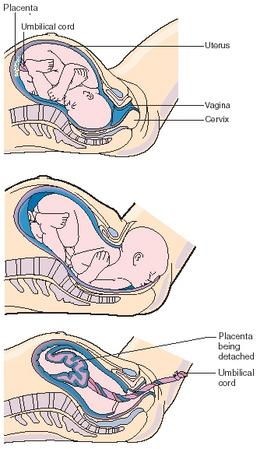 Placenta
Umbilical cord
Uterus
Vagina
Cervix
Placenta
being
detached
Umbilical
cord